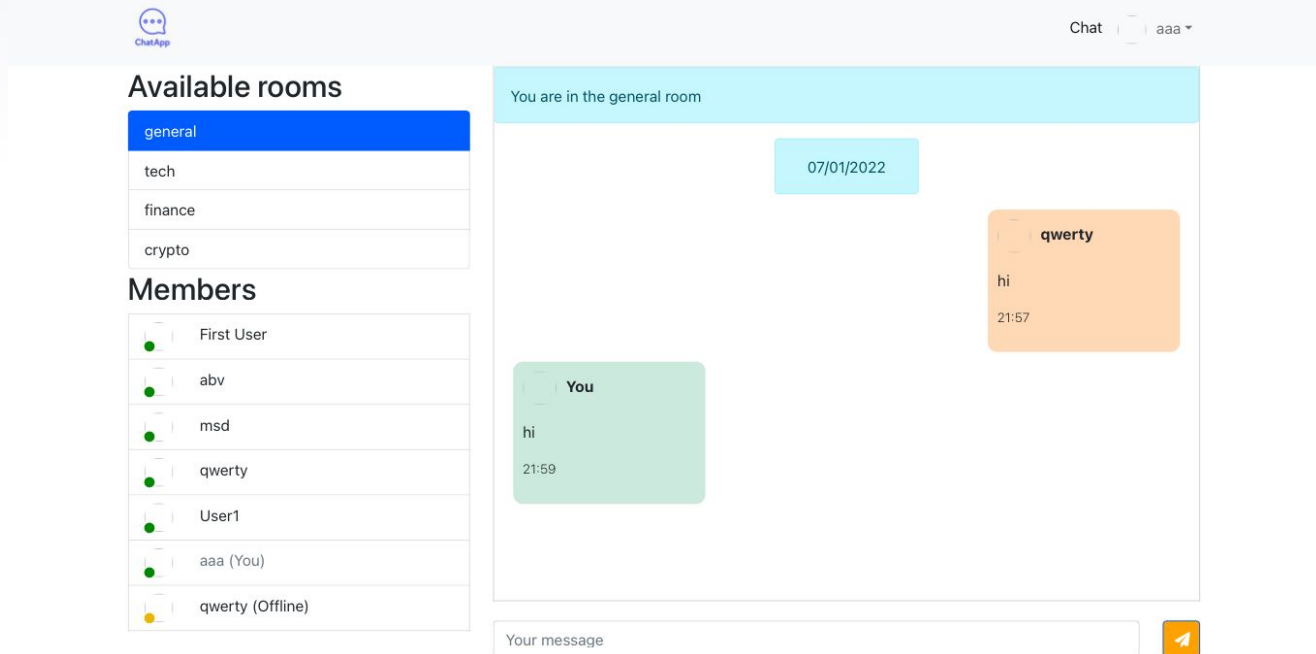 ChatApp
Chat
aaa
Available rooms
general
tech
finance
crypto
Members
First User
abv
msd
qwerty
User1
aaa (You)
qwerty (Offline)
You are in the general room
07/01/2022
qwerty
hi
21:57
You
hi
21:59
Your message